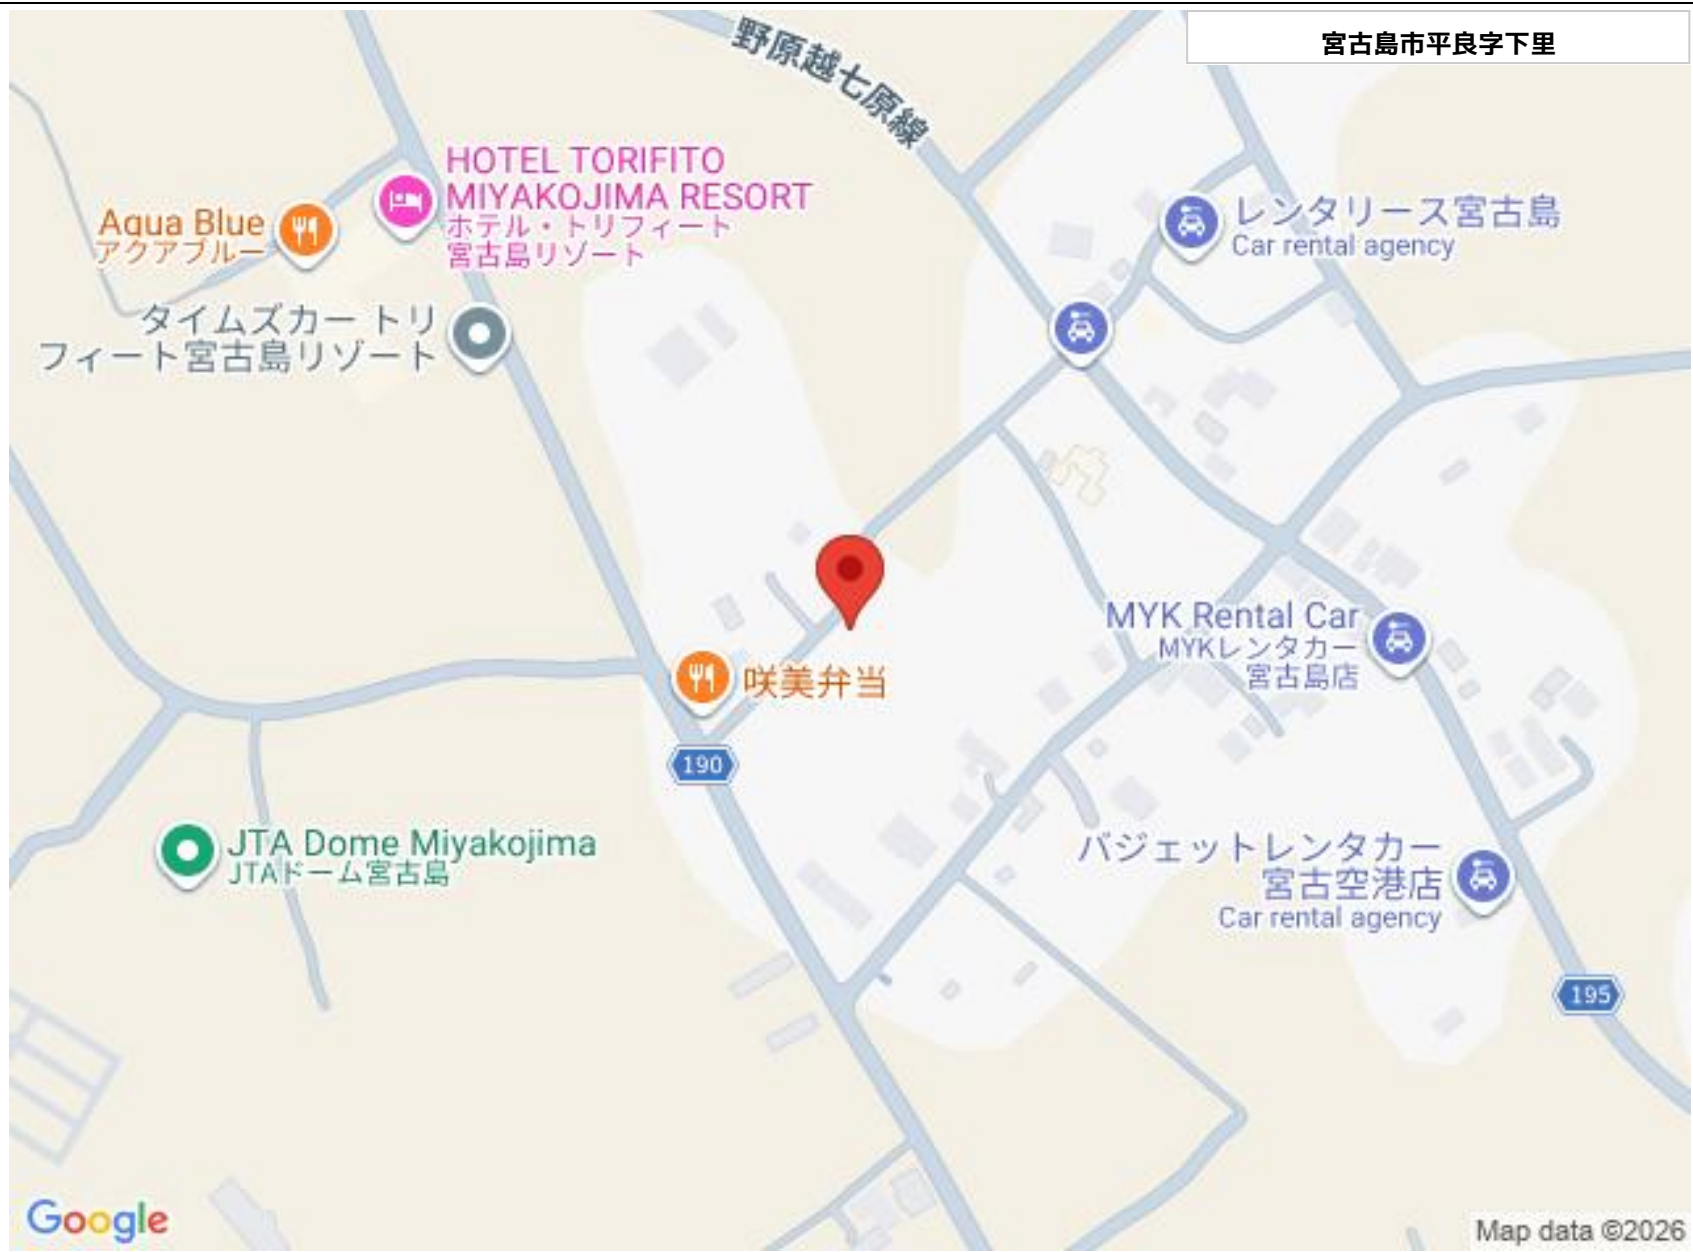 宮古島市平良字下里
野原越七原線
HOTEL TORIFITO
MIYAKOJIMA RESORT
ホテル・トリフィート
宮古島リゾート
Aqua Blue
アクアブルー
レンタリース宮古島
Car rental agency
タイムズカー トリ
フィート宮古島リゾート
MYK Rental Car
MYKレンタカー
宮古島店
咲美弁当
190
JTA Dome Miyakojima
JTAドーム宮古島
バジェットレンタカー
宮古空港店
Car rental agency
195
Google
Map data ©2026